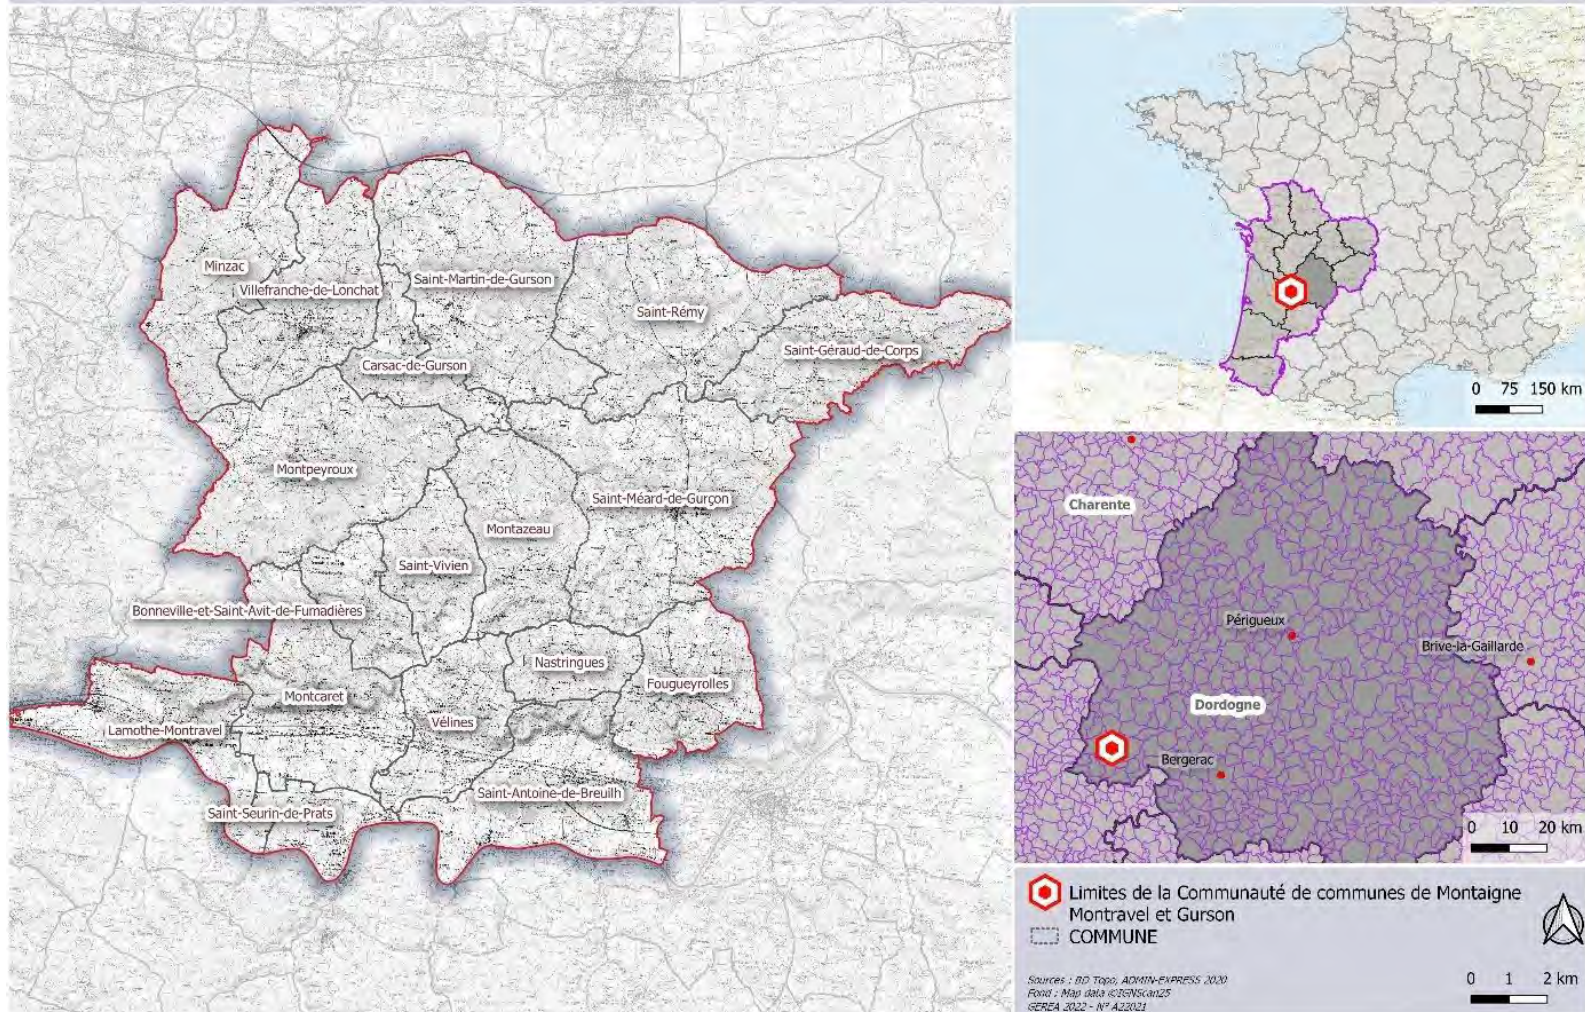 Minzac
Villefranche-de-Lonchat
Saint-Martin-de-Gurson
Saint-Rémy
Saint-Géraud-de-Corps
Carsac-de-Gurson
Montpeyroux
Saint-Méard-de-Gurçon
Montazeau
Saint-Vivien
Bonneville-et-Saint-Avit-de-Fumadières
Nastringues
Fougueyrolles
Montcaret
Vélines
Lamothe-Montravel
Saint-Antoine-de-Breuilh
Saint-Seurin-de-Prats
0 75 150 km
Charente
Périgueux
Brive-la-Gaillarde
Dordogne
Bergerac
0 10 20 km
Limites de la Communauté de communes de Montaigne
Montravel et Gurson
COMMUNE
Sources : BD Topo, ADMIN-EXPRESS 2020
Fond : Map data ©IGNScan25
GEREA 2022 - N° A22021
0 1 2 km